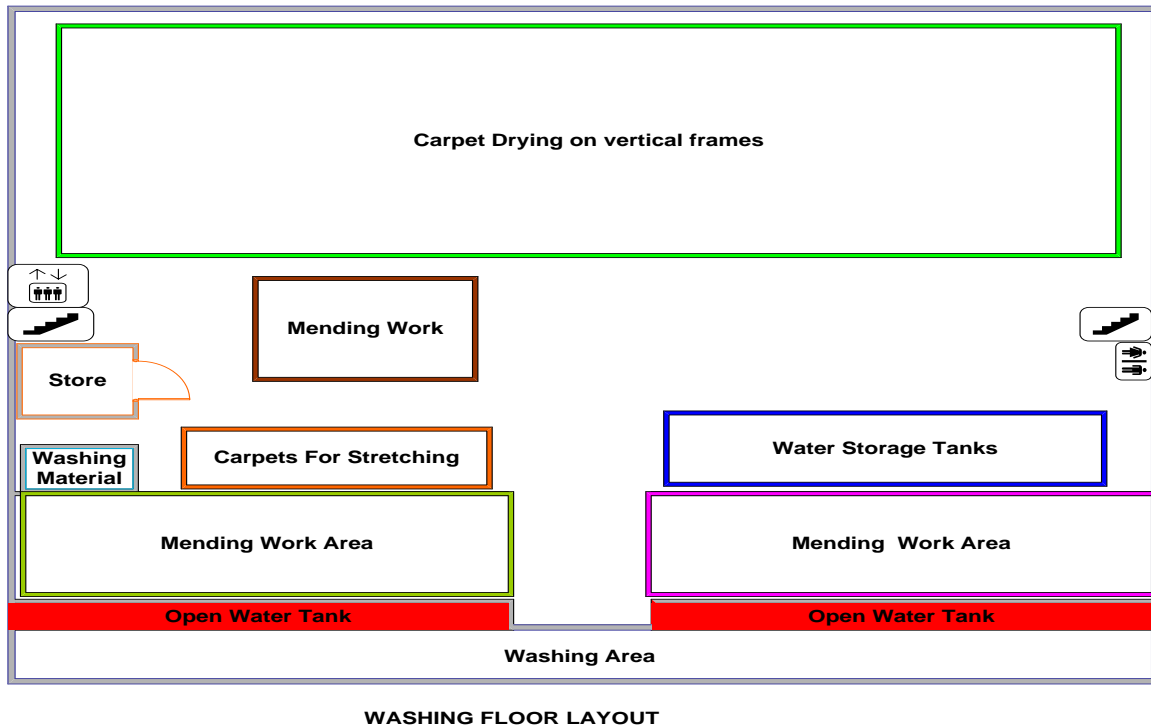 Carpet Drying on vertical frames
Mending Work
Store
Carpets For Stretching
Water Storage Tanks
Washing
Material
Mending Work Area
Mending  Work Area
Open Water Tank
Open Water Tank
Washing Area
WASHING FLOOR LAYOUT